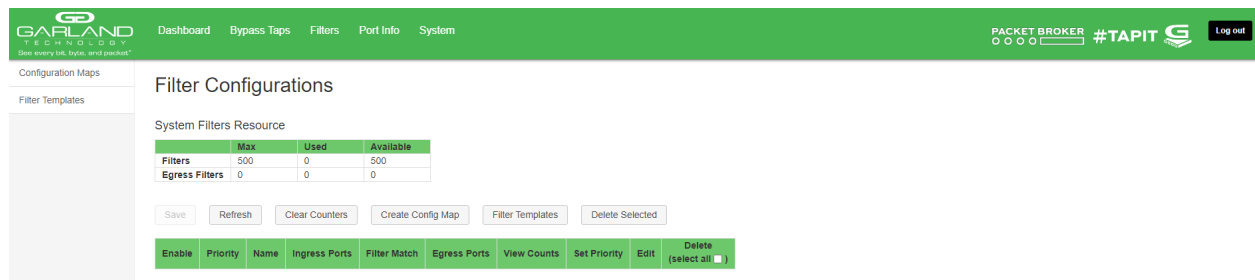 GARLAND
TECHNOLOGY
See every bit, byte, and packet®
Dashboard Bypass Taps Filters Port Info System
PACKET BROKER
#TAPIT
Log out
Configuration Maps
Filter Templates
Filter Configurations
System Filters Resource
Max Used Available
Filters 500 0 500
Egress Filters 0 0 0
Save Refresh Clear Counters Create Config Map Filter Templates Delete Selected
Enable Priority Name Ingress Ports Filter Match Egress Ports View Counts Set Priority Edit Delete
(select all )